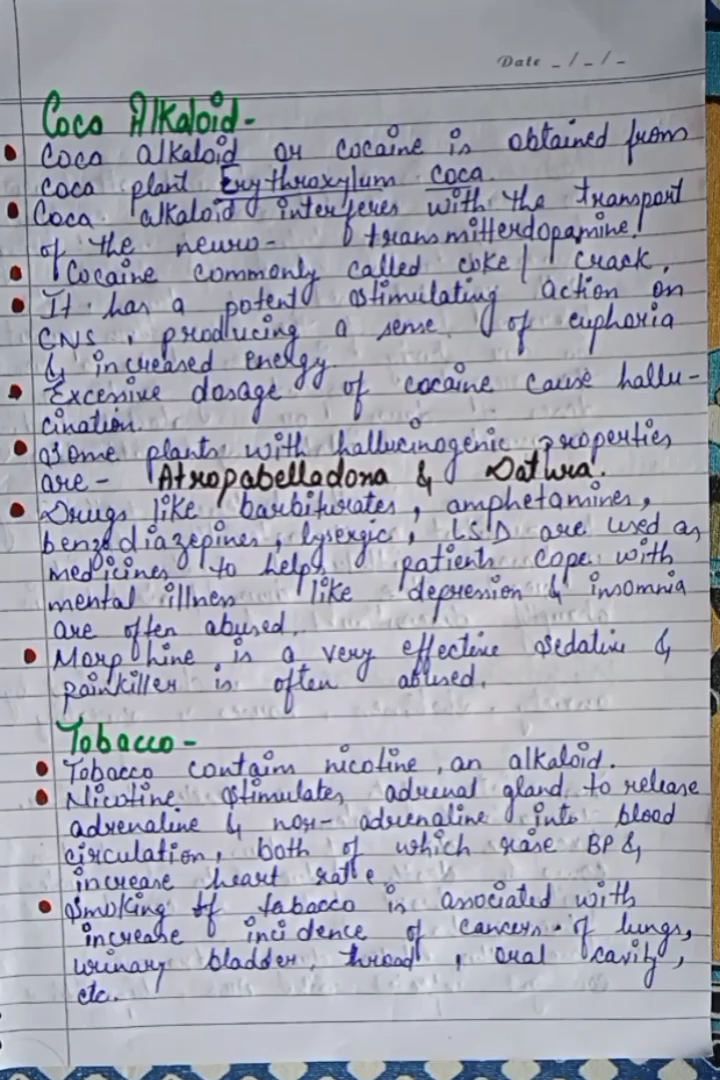 Date _ / _ / _
Coca Alkaloid-
Coca alkaloid or cocaine is obtained from
coca plant Erythroxylum coca.
Coca alkaloid interferes with the transport
of the neuro- transmitterdopamine.
Cocaine commonly called coke / crack.
It has a potent stimulating action on
CNS, producing a sense of euphoria
& increased energy
Excessive dosage of cocaine cause hallu-
cination.
Some plants with hallucinogenic properties
are- Atropabelladona & Datura.
Drugs like barbiturates, amphetamines,
benzodiazepines, lysergic, LSD are used as
medicines to help patients cope with
mental illness like depression & insomnia
are often abused.
Morphine is a very effective sedative &
painkiller is often abused.
Tobacco-
Tobacco contains nicotine, an alkaloid.
Nicotine stimulates adrenal gland to release
adrenaline & nor- adrenaline into blood
circulation, both of which raise BP &
increase heart rate
Smoking of tobacco is associated with
increase incidence of cancers of lungs,
urinary bladder, throat, oral cavity,
etc.